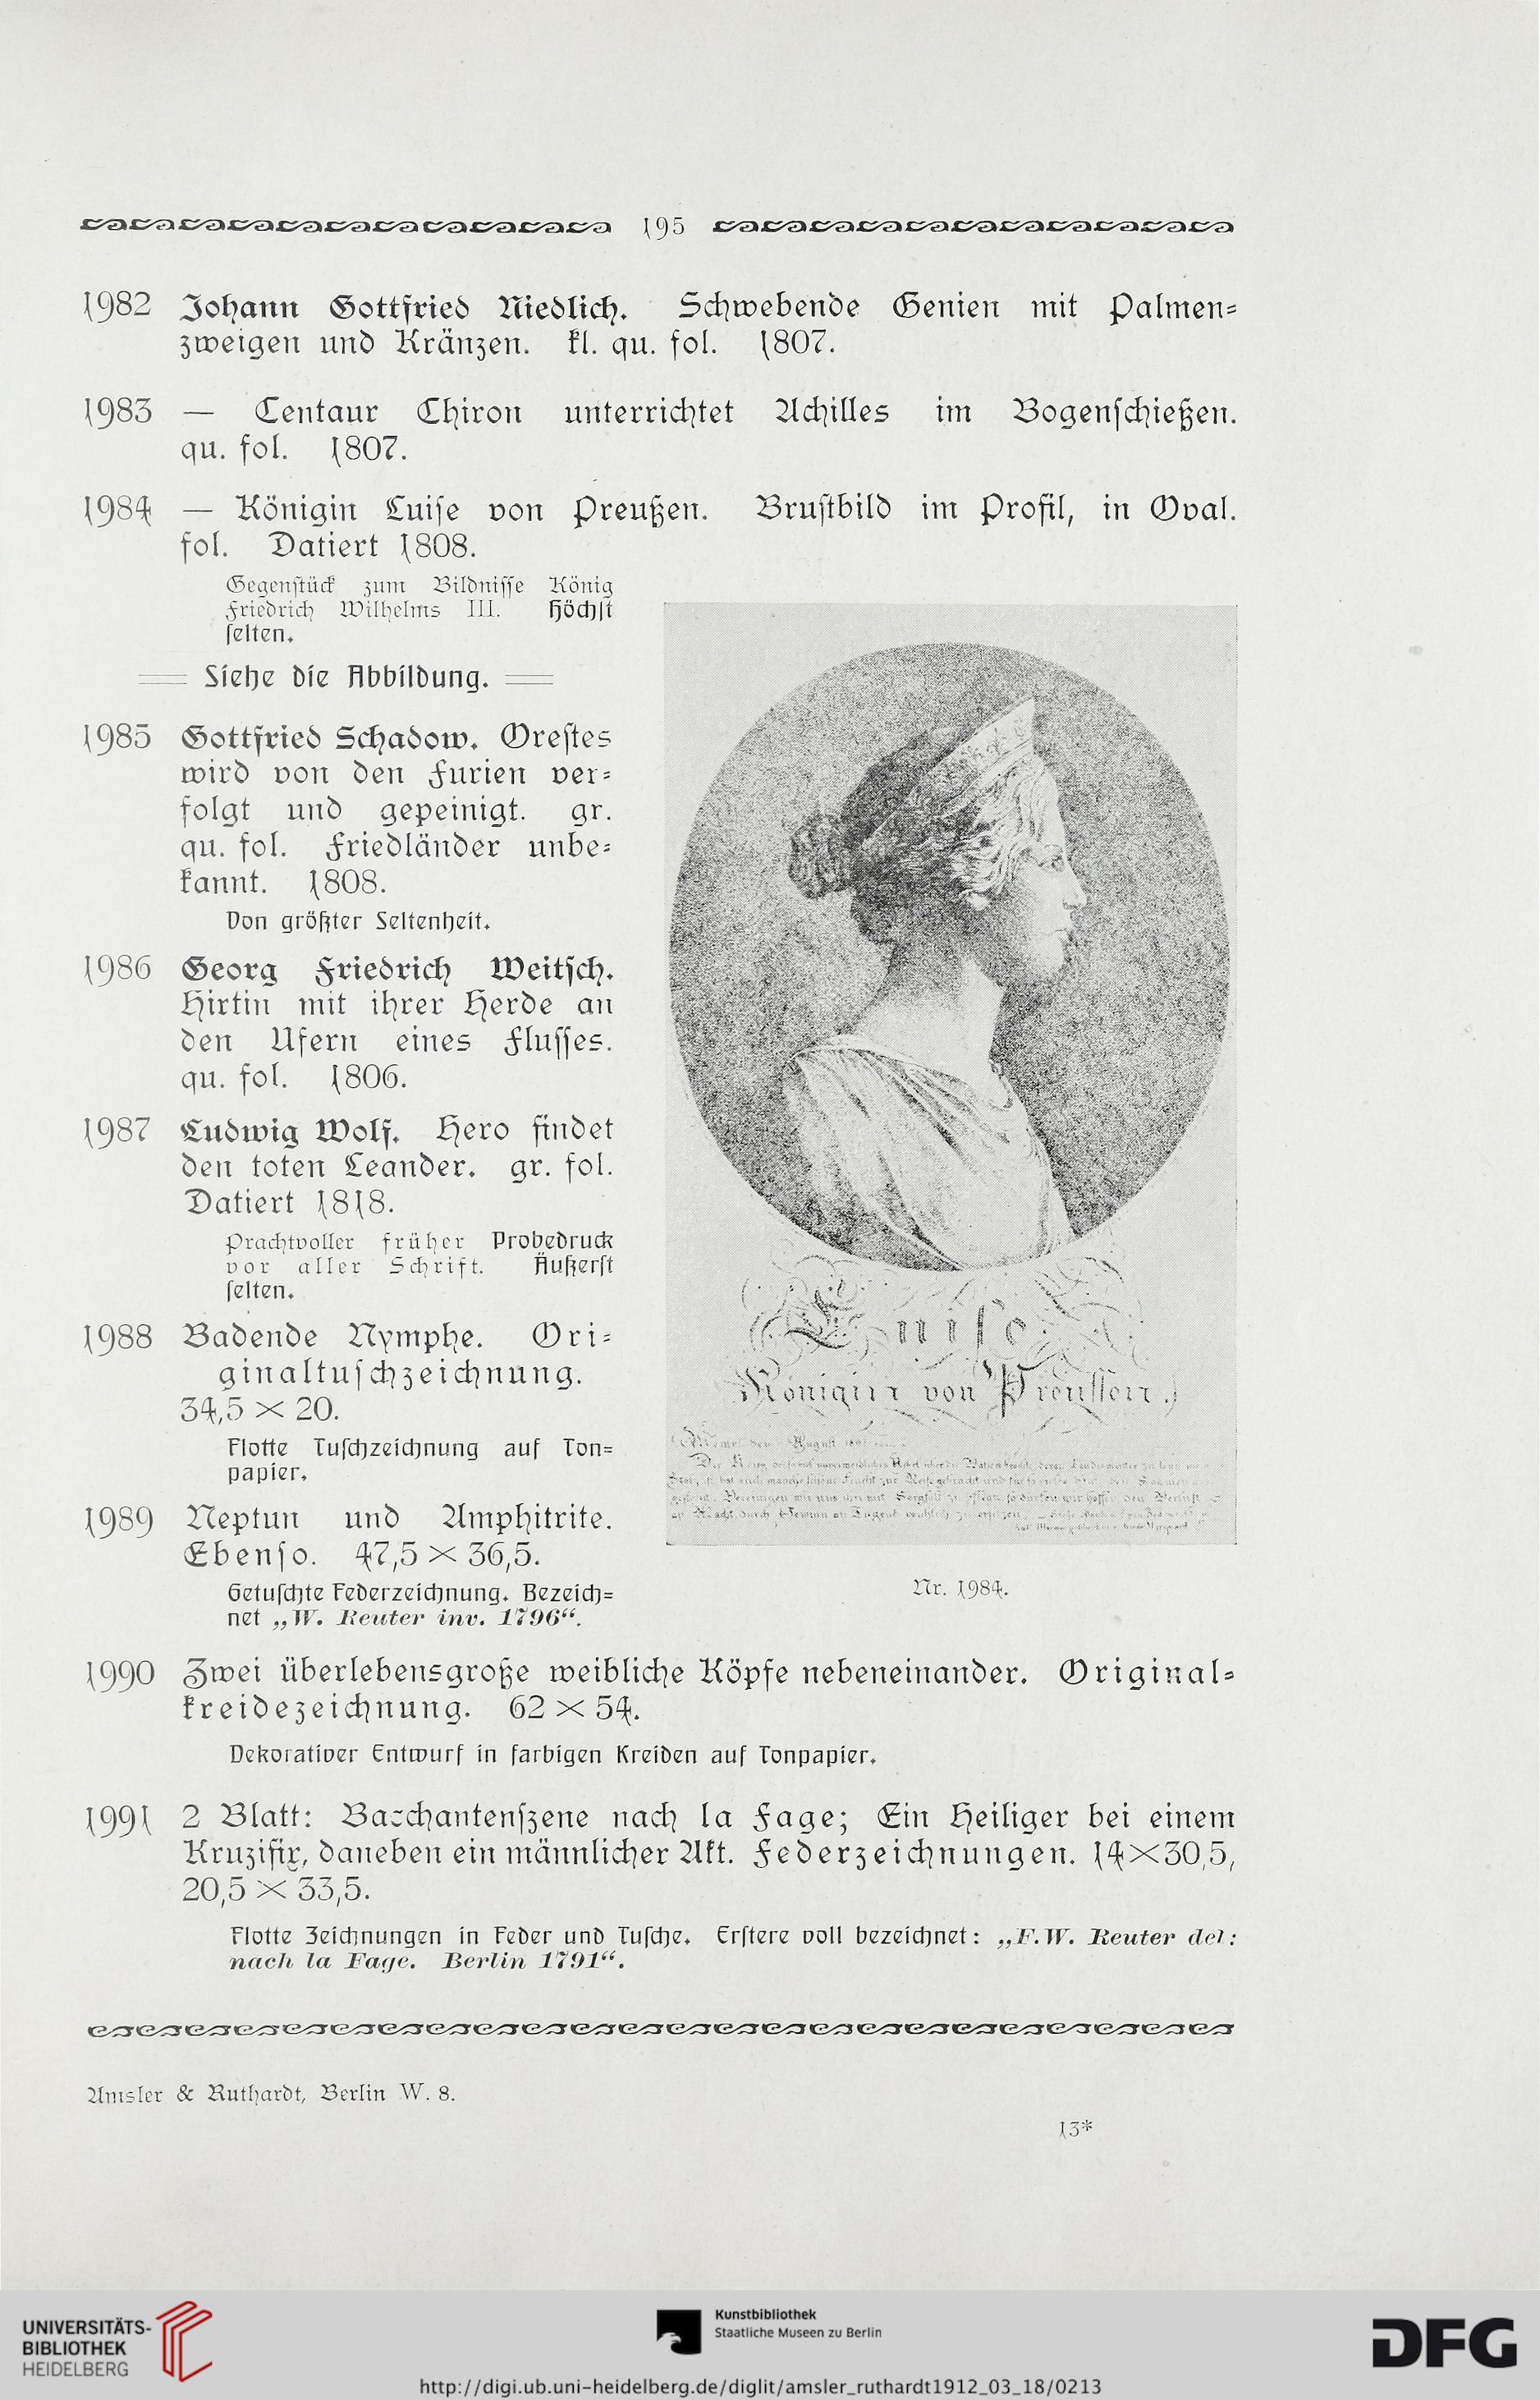 195
1982 Johann Gottfried Niedlich. Schwebende Genien mit Palmen=
zweigen und Kränzen. kl. qu. fol. 1807.
1983 — Centaur Chiron unterrichtet Achilles im Bogenschießen.
qu. fol. 1807.
1984 — Königin Luise von Preußen. Brustbild im Profil, in Oval.
fol. Datiert 1808.
Gegenstück zum Bildnisse König
Friedrich Wilhelms III. Höchst
selten.
Siehe die Abbildung.
1985 Gottfried Schadow. Orestes
wird von den Furien ver=
folgt und gepeinigt. gr.
qu. fol. Friedländer unbe=
kannt. 1808.
Von größter Seltenheit.
1986 Georg Friedrich Weitsch.
Hirtin mit ihrer Herde an
den Ufern eines Flusses.
qu. fol. 1806.
1987 Ludwig Wolf. Hero findet
den toten Leander. gr. fol.
Datiert 1818.
Prachtvoller früher Probedruck
vor aller Schrift. Äußerst
selten.
1988 Badende Nymphe. Ori=
ginaltuschzeichnung.
34,5 × 20.
Flotte Tuschzeichnung auf Ton=
papier.
1989 Neptun und Amphitrite.
Ebenso. 47,5 × 36,5.
Getuschte Federzeichnung. Bezeich=
net „W. Reuter inv. 1796“.
Luise
Königinn von Preussen.
Nr. 1984.
1990 Zwei überlebensgroße weibliche Köpfe nebeneinander. Original=
kreidezeichnung. 62 × 54.
Dekorativer Entwurf in farbigen Kreiden auf Tonpapier.
1991 2 Blatt: Bacchantenszene nach la Fage; Ein Heiliger bei einem
Kruzifix, daneben ein männlicher Akt. Federzeichnungen. 14×30,5,
20,5 × 33,5.
Flotte Zeichnungen in Feder und Tusche. Erstere voll bezeichnet: „F. W. Reuter del:
nach la Fage. Berlin 1791“.
Amsler & Ruthardt, Berlin W. 8.
13*
UNIVERSITÄTS-
BIBLIOTHEK
HEIDELBERG
Kunstbibliothek
Staatliche Museen zu Berlin
DFG
http://digi.ub.uni-heidelberg.de/diglit/amsler_ruthardt1912_03_18/0213